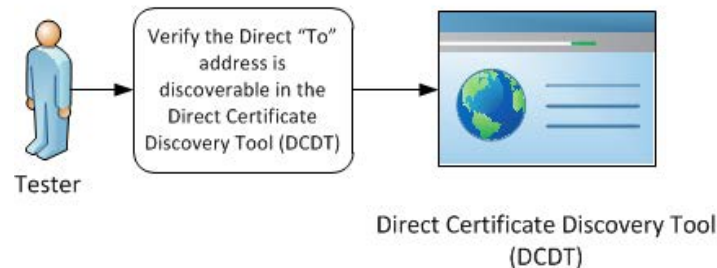 Verify the Direct “To”
address is
discoverable in the
Direct Certificate
Discovery Tool (DCDT)
Tester
Direct Certificate Discovery Tool
(DCDT)